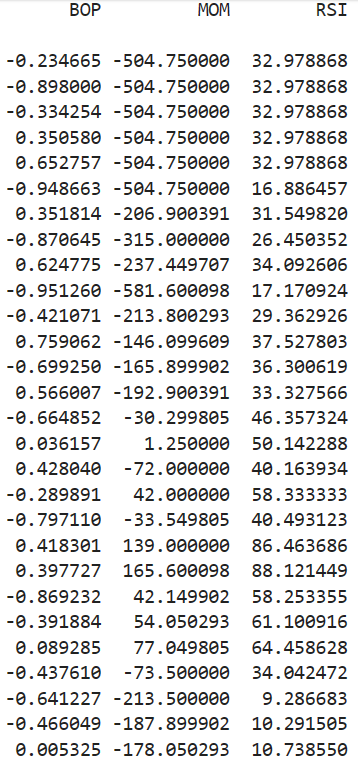 BOP MOM RSI
-0.234665 -504.750000 32.978868
-0.898000 -504.750000 32.978868
-0.334254 -504.750000 32.978868
0.350580 -504.750000 32.978868
0.652757 -504.750000 32.978868
-0.948663 -504.750000 16.886457
0.351814 -206.900391 31.549820
-0.870645 -315.000000 26.450352
0.624775 -237.449707 34.092606
-0.951260 -581.600098 17.170924
-0.421071 -213.800293 29.362926
0.759062 -146.099609 37.527803
-0.699250 -165.899902 36.300619
0.566007 -192.900391 33.327566
-0.664852 -30.299805 46.357324
0.036157 1.250000 50.142288
0.428040 -72.000000 40.163934
-0.289891 42.000000 58.333333
-0.797110 -33.549805 40.493123
0.418301 139.000000 86.463686
0.397727 165.600098 88.121449
-0.869232 42.149902 58.253355
-0.391884 54.050293 61.100916
0.089285 77.049805 64.458628
-0.437610 -73.500000 34.042472
-0.641227 -213.500000 9.286683
-0.466049 -187.899902 10.291505
0.005325 -178.050293 10.738550